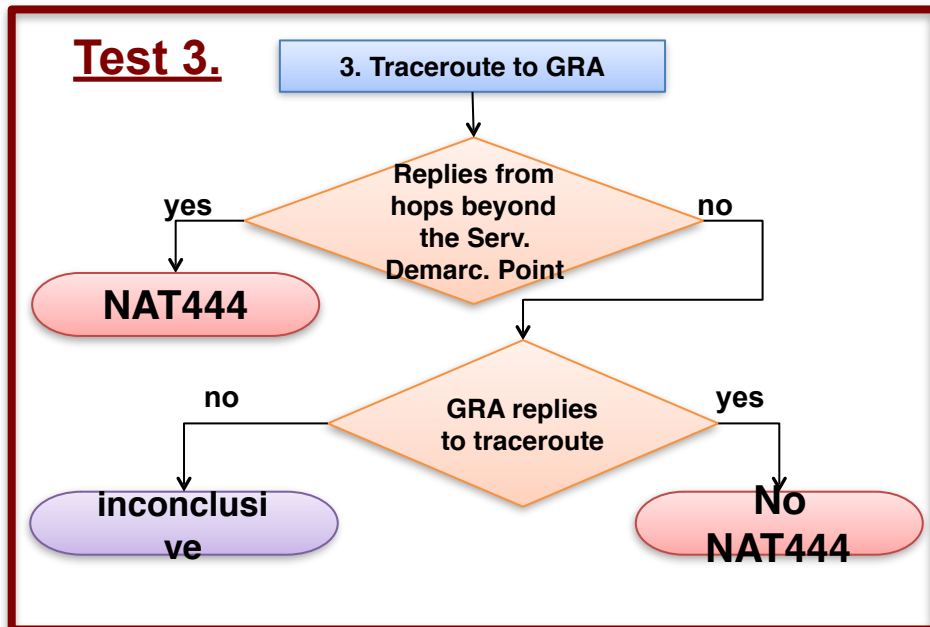 Test 3.
3. Traceroute to GRA
Replies from
hops beyond
the Serv.
Demarc. Point
yes
no
NAT444
GRA replies
to traceroute
no
yes
inconclusi
ve
No
NAT444